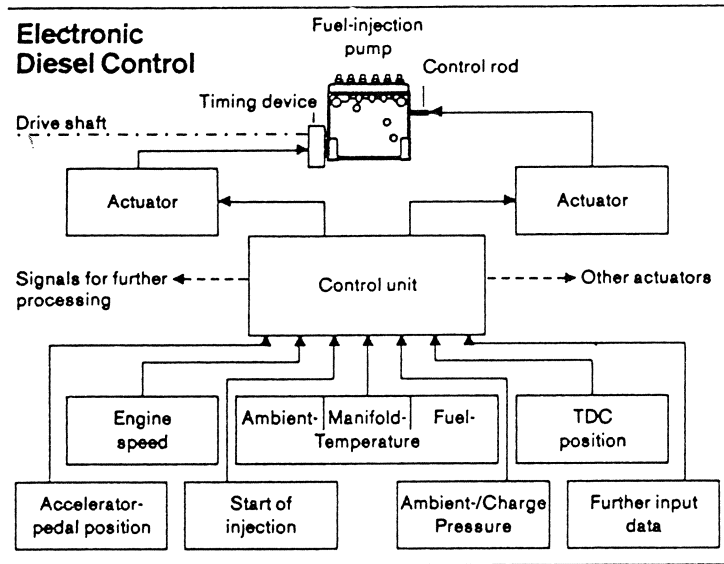 Electronic
Diesel Control
Fuel-injection
pump
Control rod
Timing device
Drive shaft
Actuator
Actuator
Signals for further
processing
Control unit
Other actuators
Engine
speed
Ambient- Manifold- Fuel-
Temperature
TDC
position
Accelerator-
pedal position
Start of
injection
Ambient-/Charge
Pressure
Further input
data